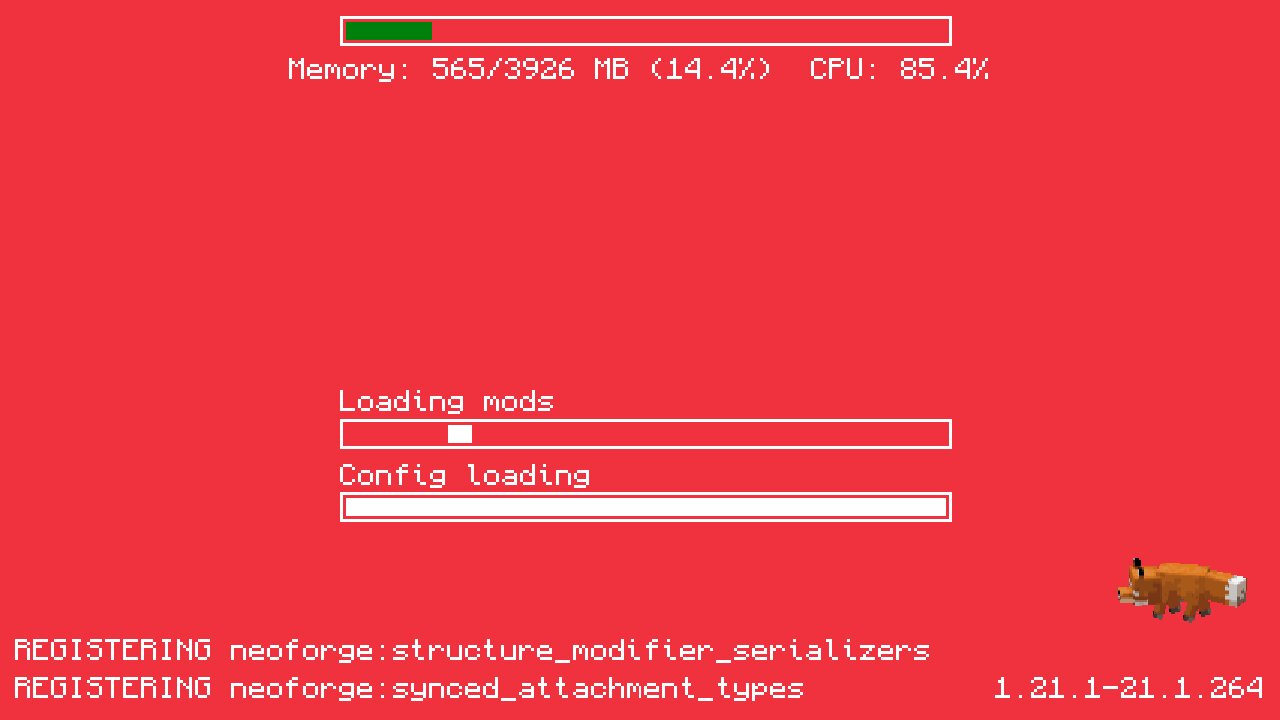 Memory: 565/3926 MB (14.4%)  CPU: 85.4%
Loading mods
Config loading
REGISTERING neoforge:structure_modifier_serializers
REGISTERING neoforge:synced_attachment_types
1.21.1-21.1.264